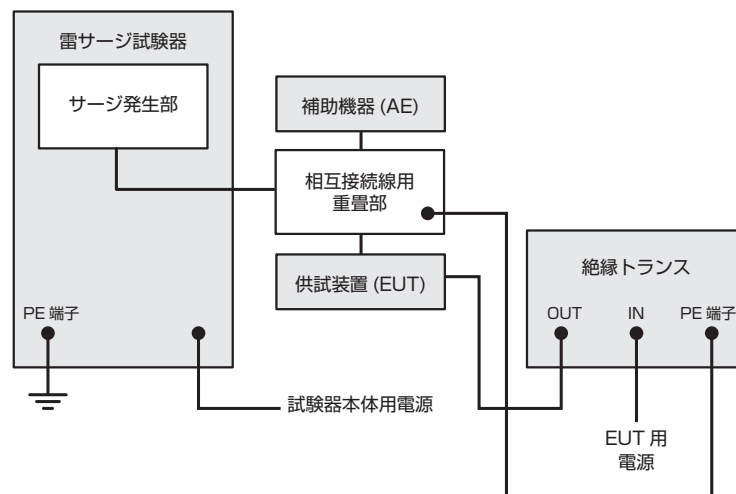 雷サージ試験器
サージ発生部
補助機器 (AE)
相互接続線用
重畳部
供試装置 (EUT)
絶縁トランス
OUT
IN
PE 端子
PE 端子
試験器本体用電源
EUT 用
電源